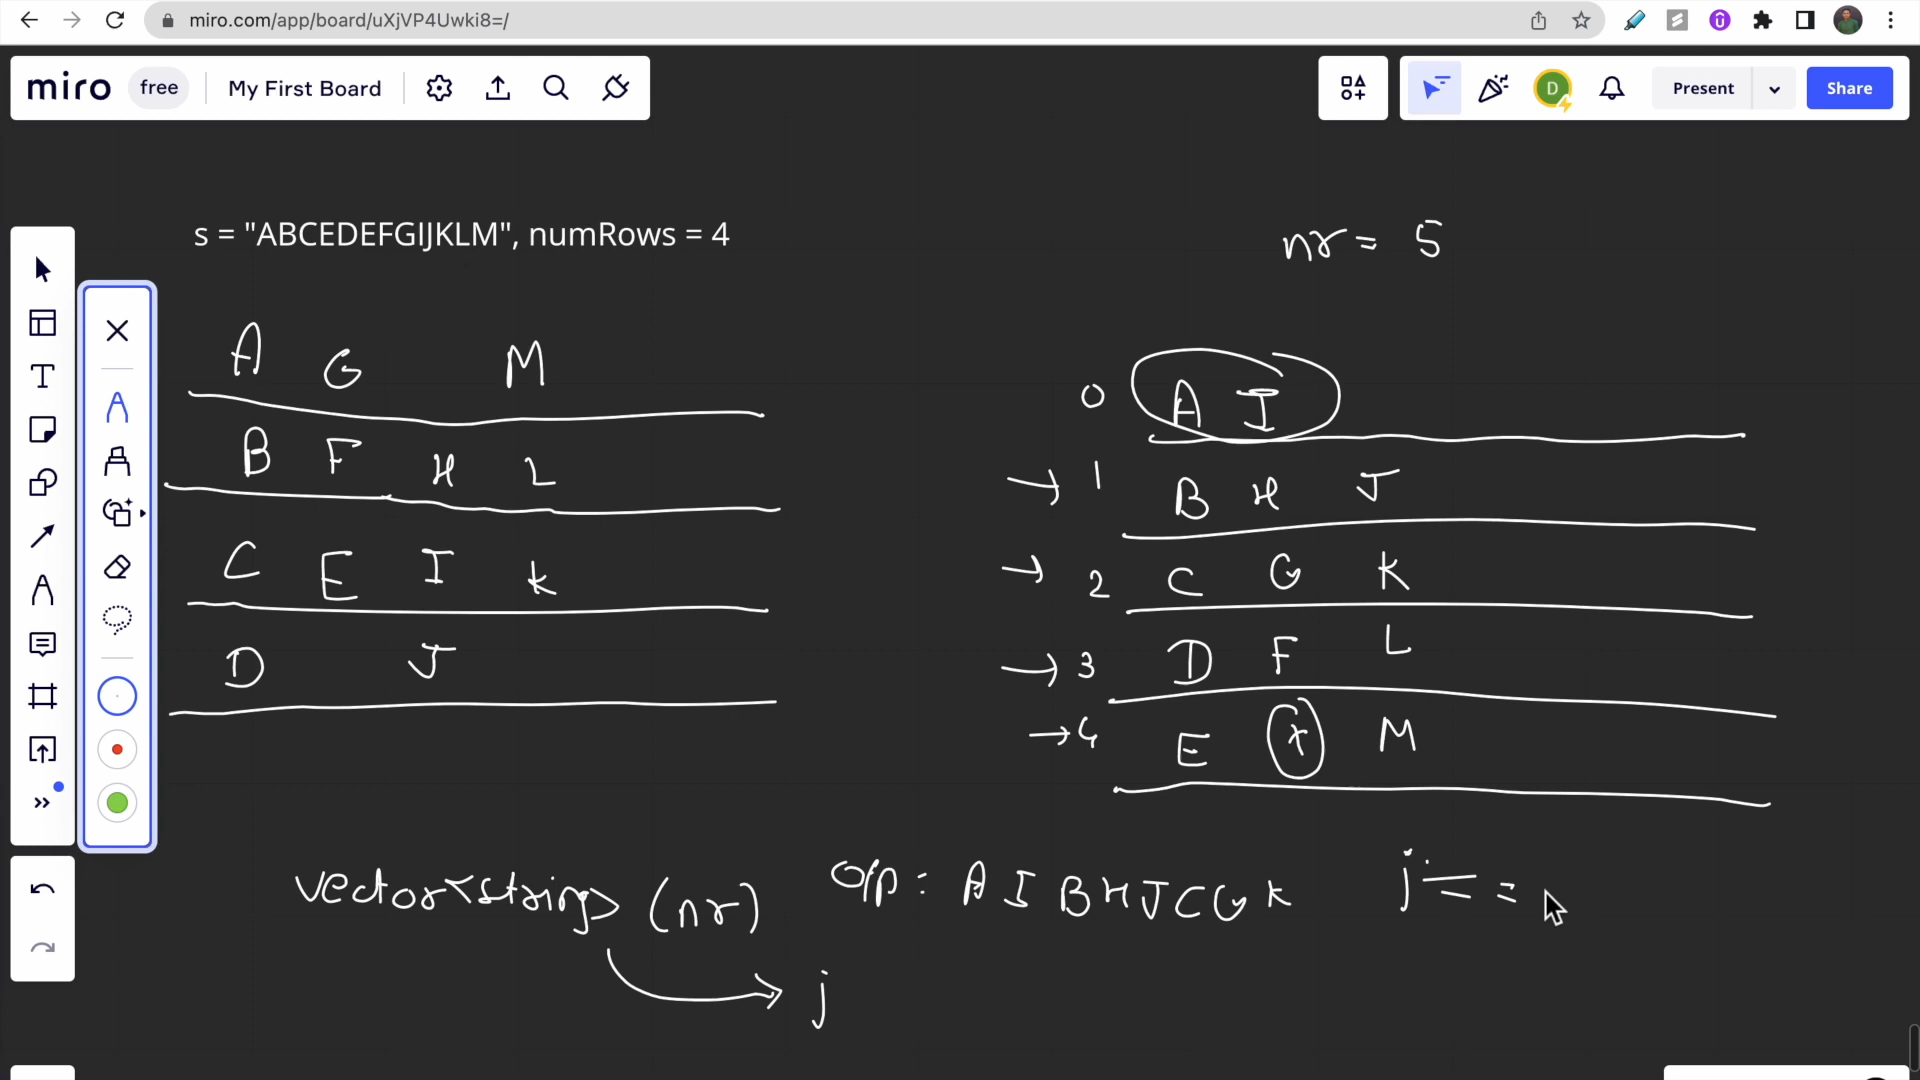 miro.com/app/board/uXjVP4Uwki8=/
miro free My First Board
D Present Share
s = "ABCEDEFGIJKLM", numRows = 4
nr = 5
A G M
B F H L
C E I K
D J
0 A I
→ 1 B H J
→ 2 C G K
→ 3 D F L
→ 4 E x M
vector<string> (nr)
o/p : A I B H J C G K
j = =
j